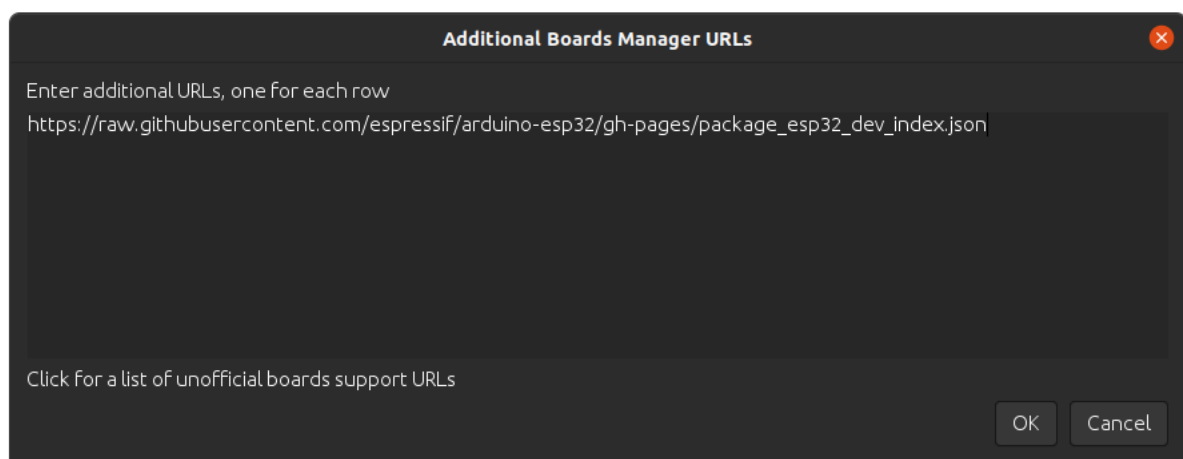 Additional Boards Manager URLs
Enter additional URLs, one for each row
https://raw.githubusercontent.com/espressif/arduino-esp32/gh-pages/package_esp32_dev_index.json
Click for a list of unofficial boards support URLs
OK Cancel